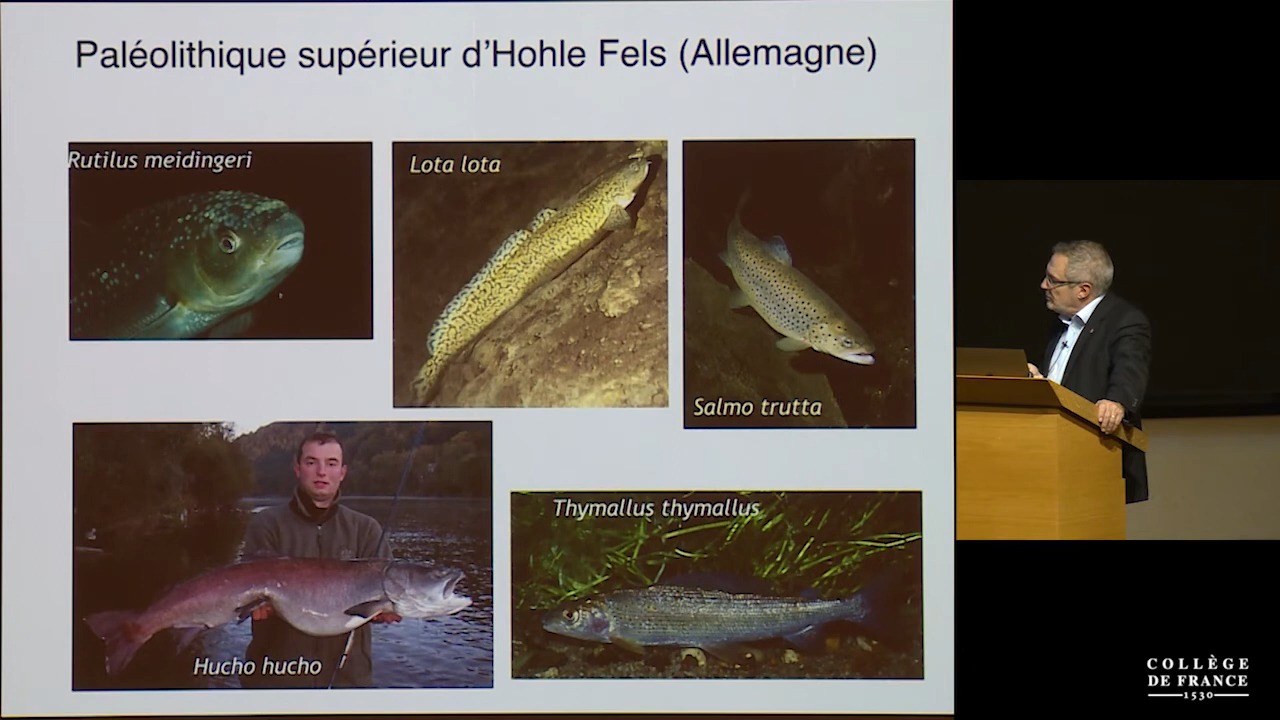 Paléolithique supérieur d'Hohle Fels (Allemagne)
Rutilus meidingeri
Lota lota
Salmo trutta
Hucho hucho
Thymallus thymallus
COLLÈGE
DE FRANCE
1530